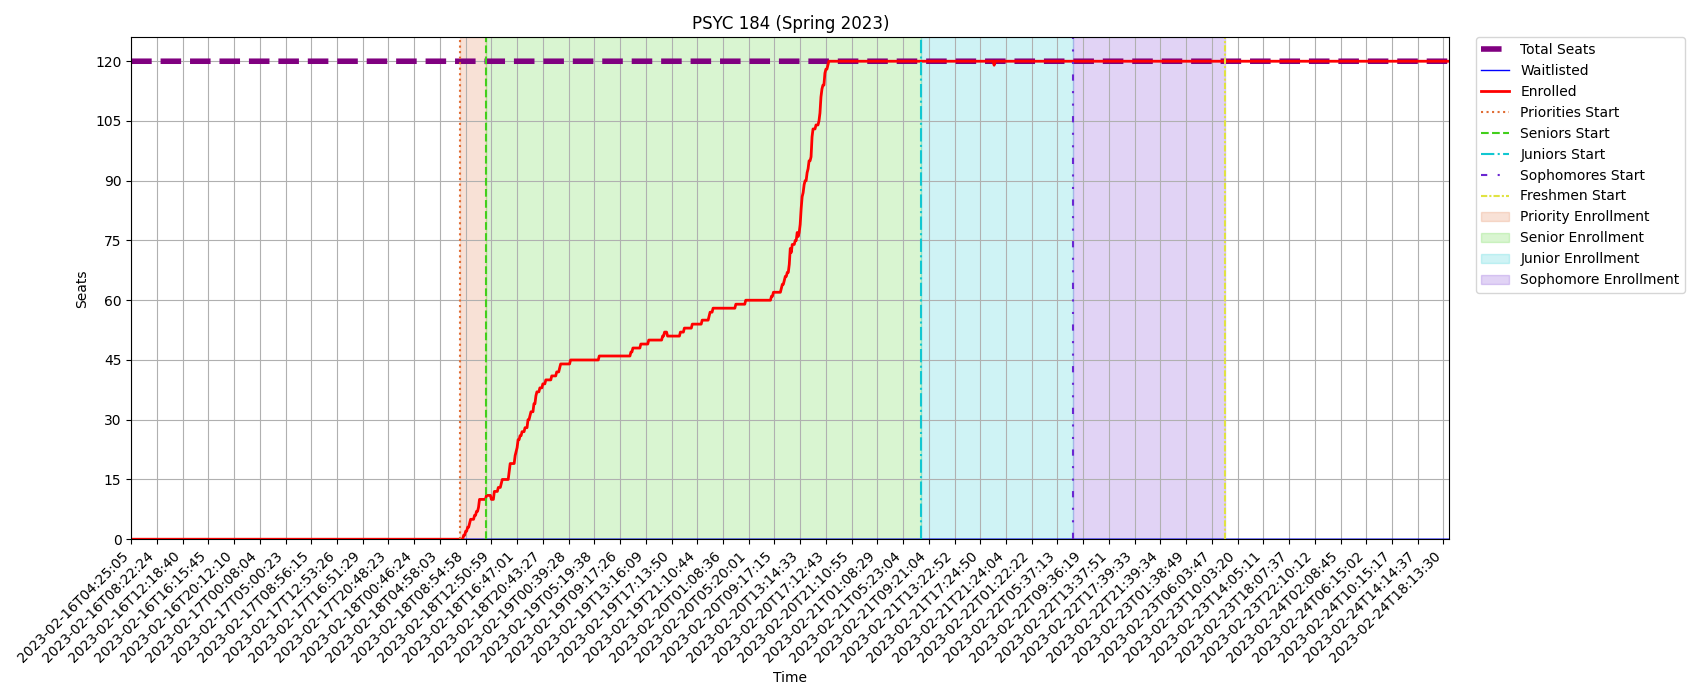 PSYC 184 (Spring 2023)
Total Seats
Waitlisted
Enrolled
Priorities Start
Seniors Start
Juniors Start
Sophomores Start
Freshmen Start
Priority Enrollment
Senior Enrollment
Junior Enrollment
Sophomore Enrollment
Seats
120
105
90
75
60
45
30
15
0
2023-02-16T04:25:05
2023-02-16T08:22:24
2023-02-16T12:18:40
2023-02-16T16:15:45
2023-02-16T20:12:10
2023-02-17T00:08:04
2023-02-17T05:00:23
2023-02-17T08:56:15
2023-02-17T12:53:26
2023-02-17T16:51:29
2023-02-17T20:48:23
2023-02-18T00:46:24
2023-02-18T04:58:03
2023-02-18T08:54:58
2023-02-18T12:50:59
2023-02-18T16:47:01
2023-02-18T20:43:27
2023-02-19T00:39:28
2023-02-19T05:19:38
2023-02-19T09:17:26
2023-02-19T13:16:09
2023-02-19T17:13:50
2023-02-19T21:10:44
2023-02-20T01:08:36
2023-02-20T05:20:01
2023-02-20T09:17:15
2023-02-20T13:14:33
2023-02-20T17:12:43
2023-02-20T21:10:55
2023-02-21T01:08:29
2023-02-21T05:23:04
2023-02-21T09:21:04
2023-02-21T13:22:52
2023-02-21T17:24:50
2023-02-21T21:24:04
2023-02-22T01:22:22
2023-02-22T05:37:13
2023-02-22T09:36:19
2023-02-22T13:37:51
2023-02-22T17:39:33
2023-02-22T21:39:34
2023-02-23T01:38:49
2023-02-23T06:03:47
2023-02-23T10:03:20
2023-02-23T14:05:11
2023-02-23T18:07:37
2023-02-23T22:10:12
2023-02-24T02:08:45
2023-02-24T06:15:02
2023-02-24T10:15:17
2023-02-24T14:14:37
2023-02-24T18:13:30
Time